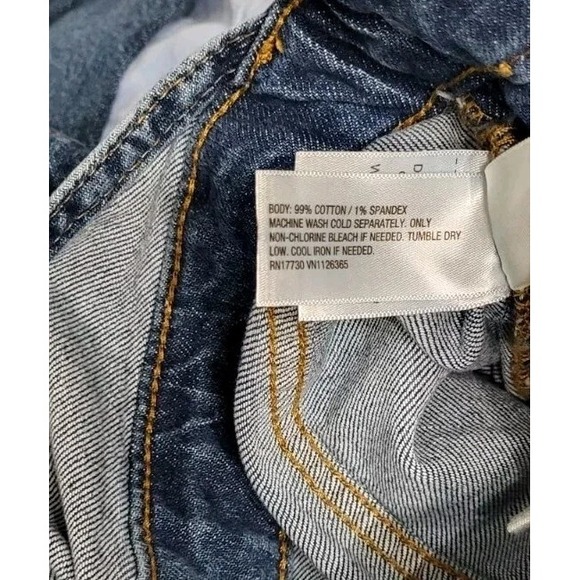 BODY: 99% COTTON / 1% SPANDEX
MACHINE WASH COLD SEPARATELY. ONLY
NON-CHLORINE BLEACH IF NEEDED. TUMBLE DRY
LOW. COOL IRON IF NEEDED.
RN17730 VN1126365